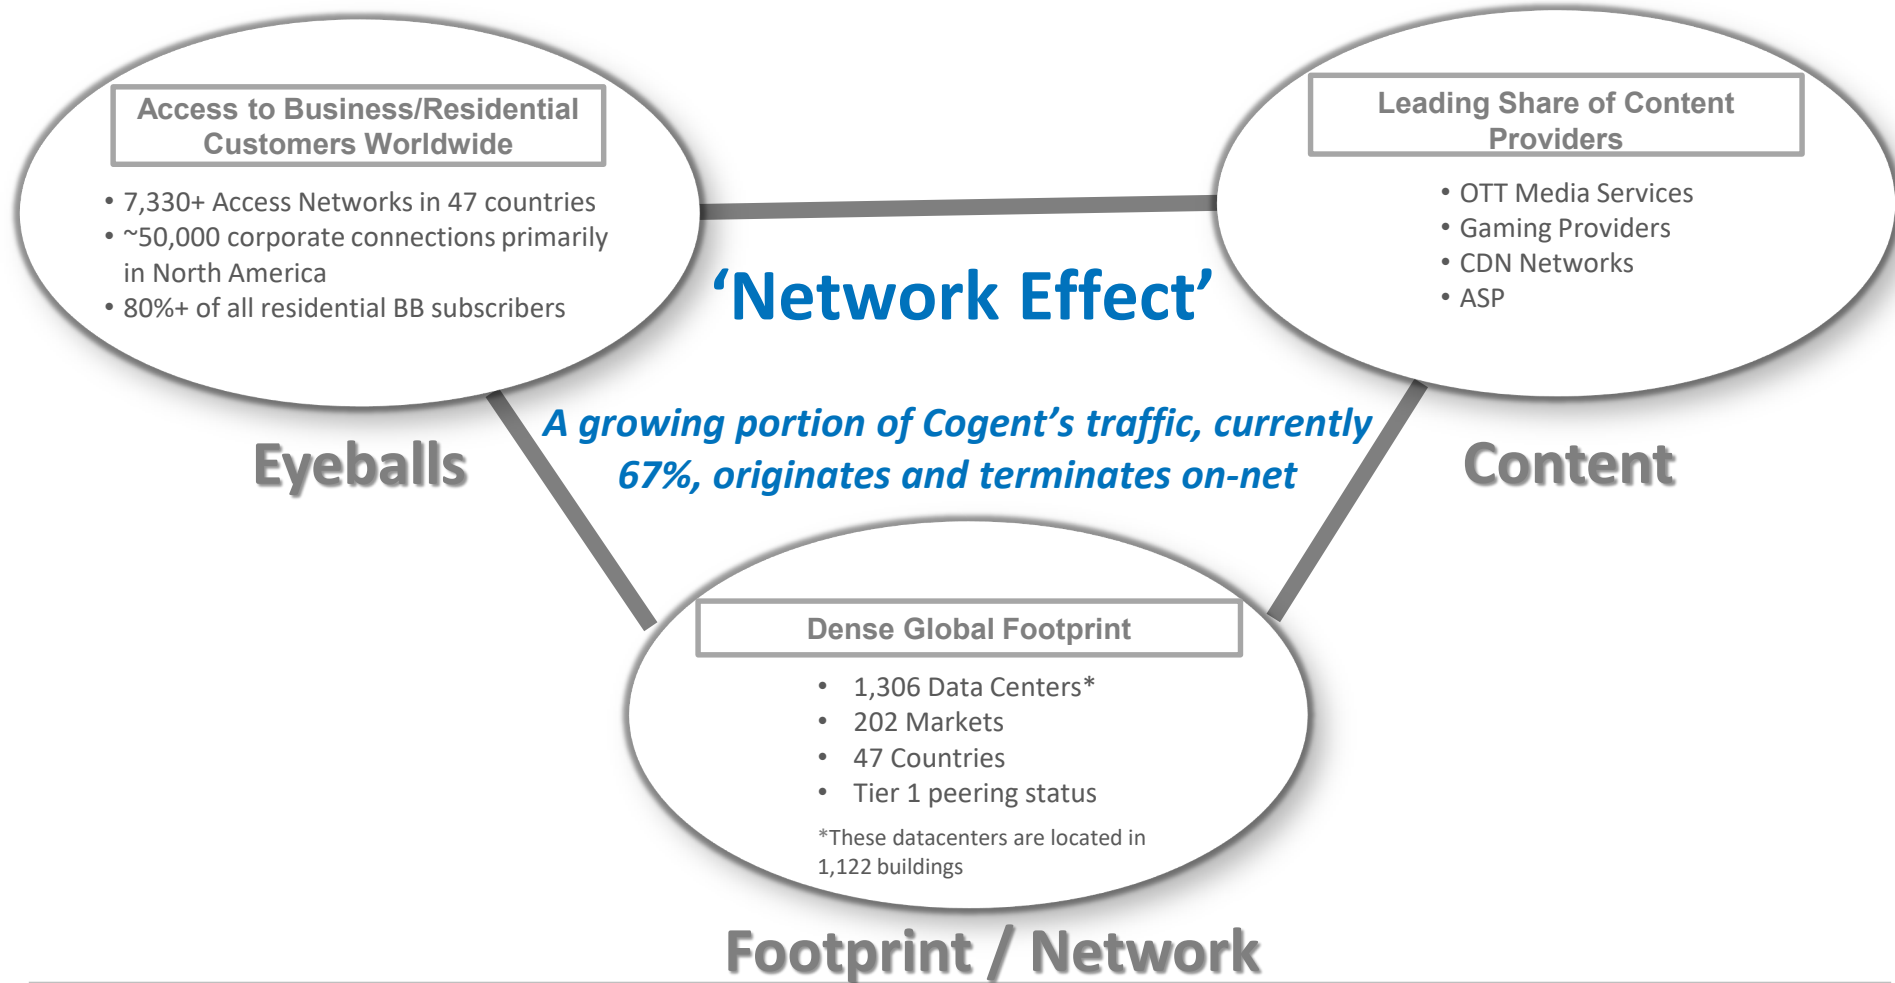 Access to Business/Residential
Customers Worldwide
• 7,330+ Access Networks in 47 countries
• ~50,000 corporate connections primarily
in North America
• 80%+ of all residential BB subscribers
Eyeballs
Leading Share of Content
Providers
• OTT Media Services
• Gaming Providers
• CDN Networks
• ASP
Content
‘Network Effect’
A growing portion of Cogent’s traffic, currently
67%, originates and terminates on-net
Dense Global Footprint
• 1,306 Data Centers*
• 202 Markets
• 47 Countries
• Tier 1 peering status
*These datacenters are located in
1,122 buildings
Footprint / Network